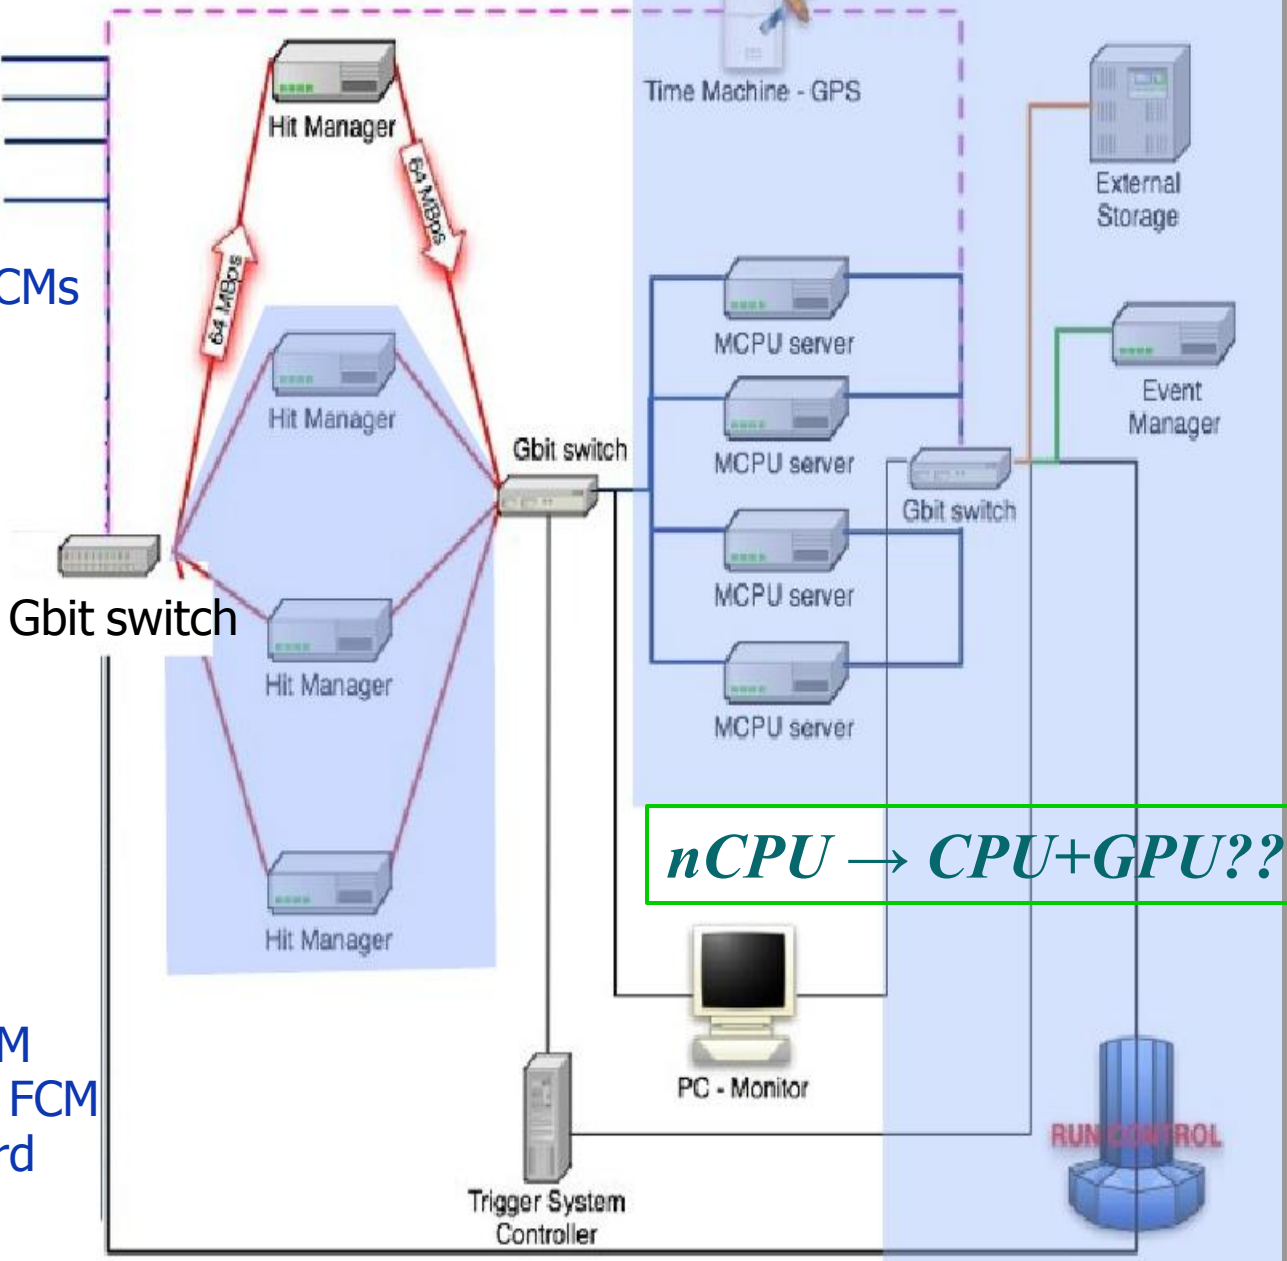 Time Machine - GPS
Hit Manager
64 MBps
64 MBps
External
Storage
CMs
MCPU server
Hit Manager
Event
Manager
Gbit switch
MCPU server
Gbit switch
MCPU server
Gbit switch
Hit Manager
MCPU server
nCPU → CPU+GPU??
Hit Manager
M
FCM
rd
PC - Monitor
RUN CONTROL
Trigger System
Controller